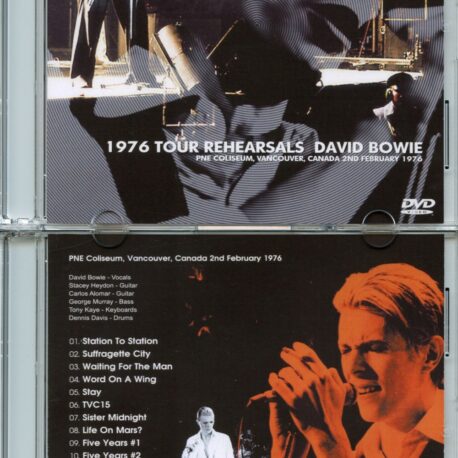 1976 TOUR REHEARSALS DAVID BOWIE
PNE COLISEUM, VANCOUVER, CANADA 2ND FEBRUARY 1976
DVD
VIDEO
PNE Coliseum, Vancouver, Canada 2nd February 1976
David Bowie - Vocals
Stacey Heydon - Guitar
Carlos Alomar - Guitar
George Murray - Bass
Tony Kaye - Keyboards
Dennis Davis - Drums
01. Station To Station
02. Suffragette City
03. Waiting For The Man
04. Word On A Wing
05. Stay
06. TVC15
07. Sister Midnight
08. Life On Mars?
09. Five Years #1
10. Five Years #2